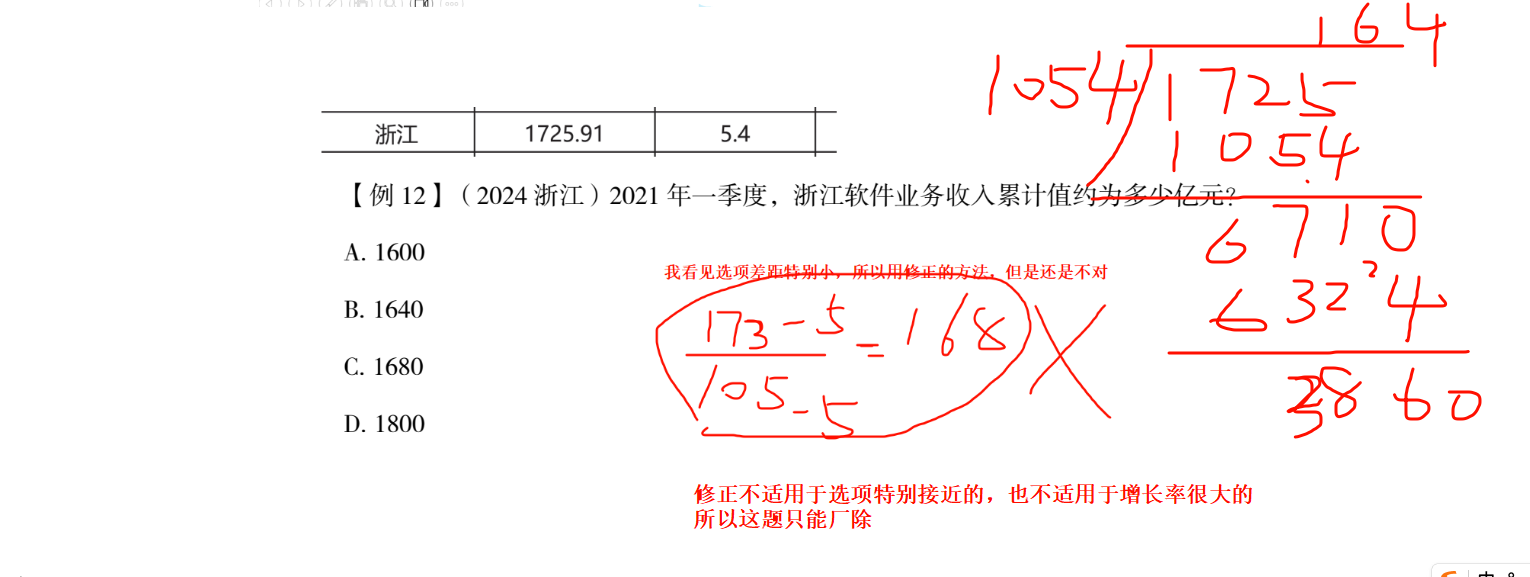 164
1054 1725
浙江 1725.91 5.4
1054
【例 12】（2024 浙江）2021 年一季度，浙江软件业务收入累计值约为多少亿元？
6710
A. 1600
我看见选项差距特别小，所以用修正的方法，但是还是不对
B. 1640
6324
173-5
105-5
=168
C. 1680
3860
D. 1800
修正不适用于选项特别接近的，也不适用于增长率很大的
所以这题只能厂除
中